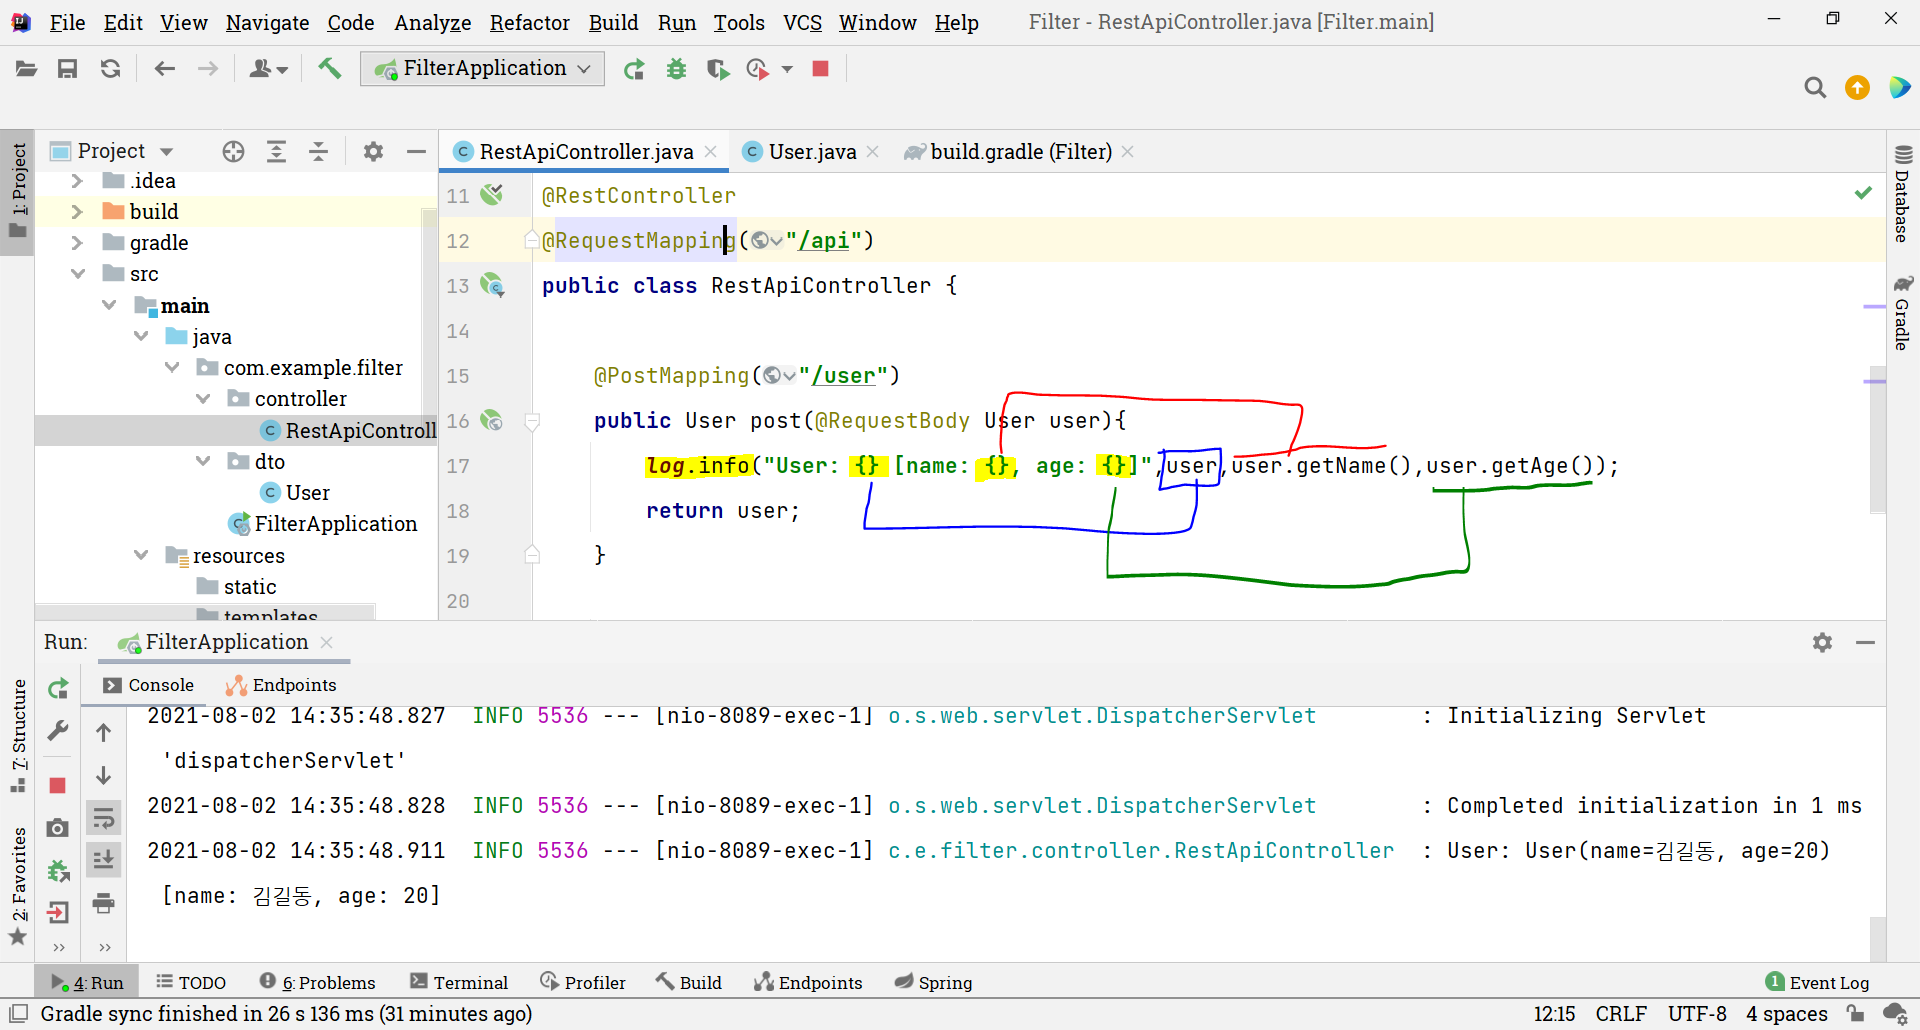 File Edit View Navigate Code Analyze Refactor Build Run Tools VCS Window Help Filter - RestApiController.java [Filter.main]
FilterApplication
1: Project
Project
RestApiController.java User.java build.gradle (Filter)
.idea
build
gradle
src
main
java
com.example.filter
controller
RestApiControll
dto
User
FilterApplication
resources
static
templates
11 @RestController
12 @RequestMapping("/api")
13 public class RestApiController {
14
15 @PostMapping("/user")
16 public User post(@RequestBody User user){
17 log.info("User: {} [name: {}, age: {}]",user,user.getName(),user.getAge());
18 return user;
19 }
20
Database
Gradle
Run: FilterApplication
Console Endpoints
7: Structure
2: Favorites
2021-08-02 14:35:48.827 INFO 5536 --- [nio-8089-exec-1] o.s.web.servlet.DispatcherServlet : Initializing Servlet
'dispatcherServlet'
2021-08-02 14:35:48.828 INFO 5536 --- [nio-8089-exec-1] o.s.web.servlet.DispatcherServlet : Completed initialization in 1 ms
2021-08-02 14:35:48.911 INFO 5536 --- [nio-8089-exec-1] c.e.filter.controller.RestApiController : User: User(name=김길동, age=20)
[name: 김길동, age: 20]
4: Run TODO 6: Problems Terminal Profiler Build Endpoints Spring 1 Event Log
Gradle sync finished in 26 s 136 ms (31 minutes ago) 12:15 CRLF UTF-8 4 spaces